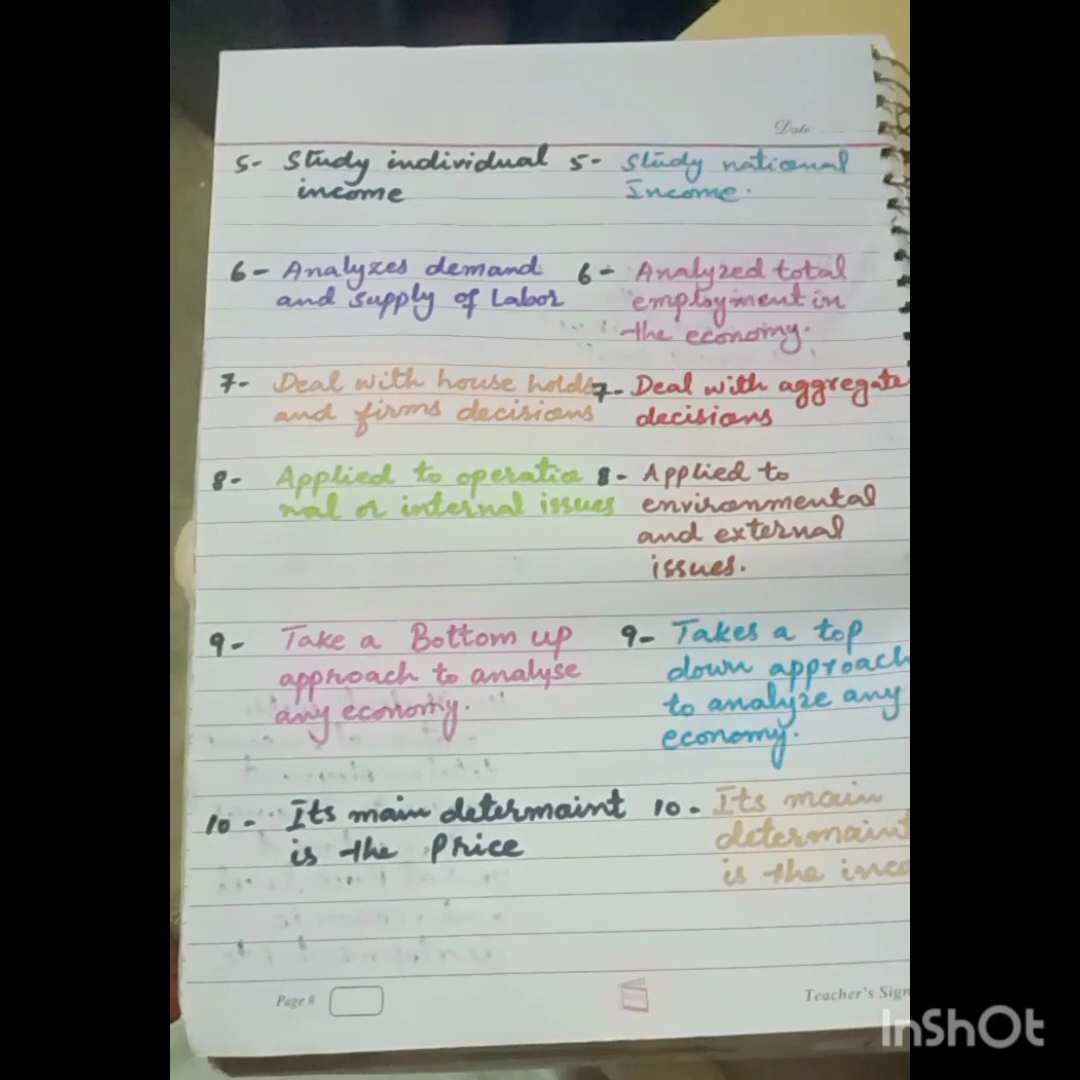 Date
5- Study individual
income
5- Study national
Income.
6- Analyzes demand
and supply of Labor
6- Analyzed total
employment in
the economy.
7- Deal with house holds
and firms decisions
7- Deal with aggregate
decisions
8- Applied to operatio
nal or internal issues
8- Applied to
environmental
and external
issues.
9- Take a Bottom up
approach to analyse
any economy.
9- Takes a top
down approach
to analyze any
economy.
10- Its main determaint
is the Price
10- Its main
determaint
is the inco
Page #
Teacher's Sign
InShOt